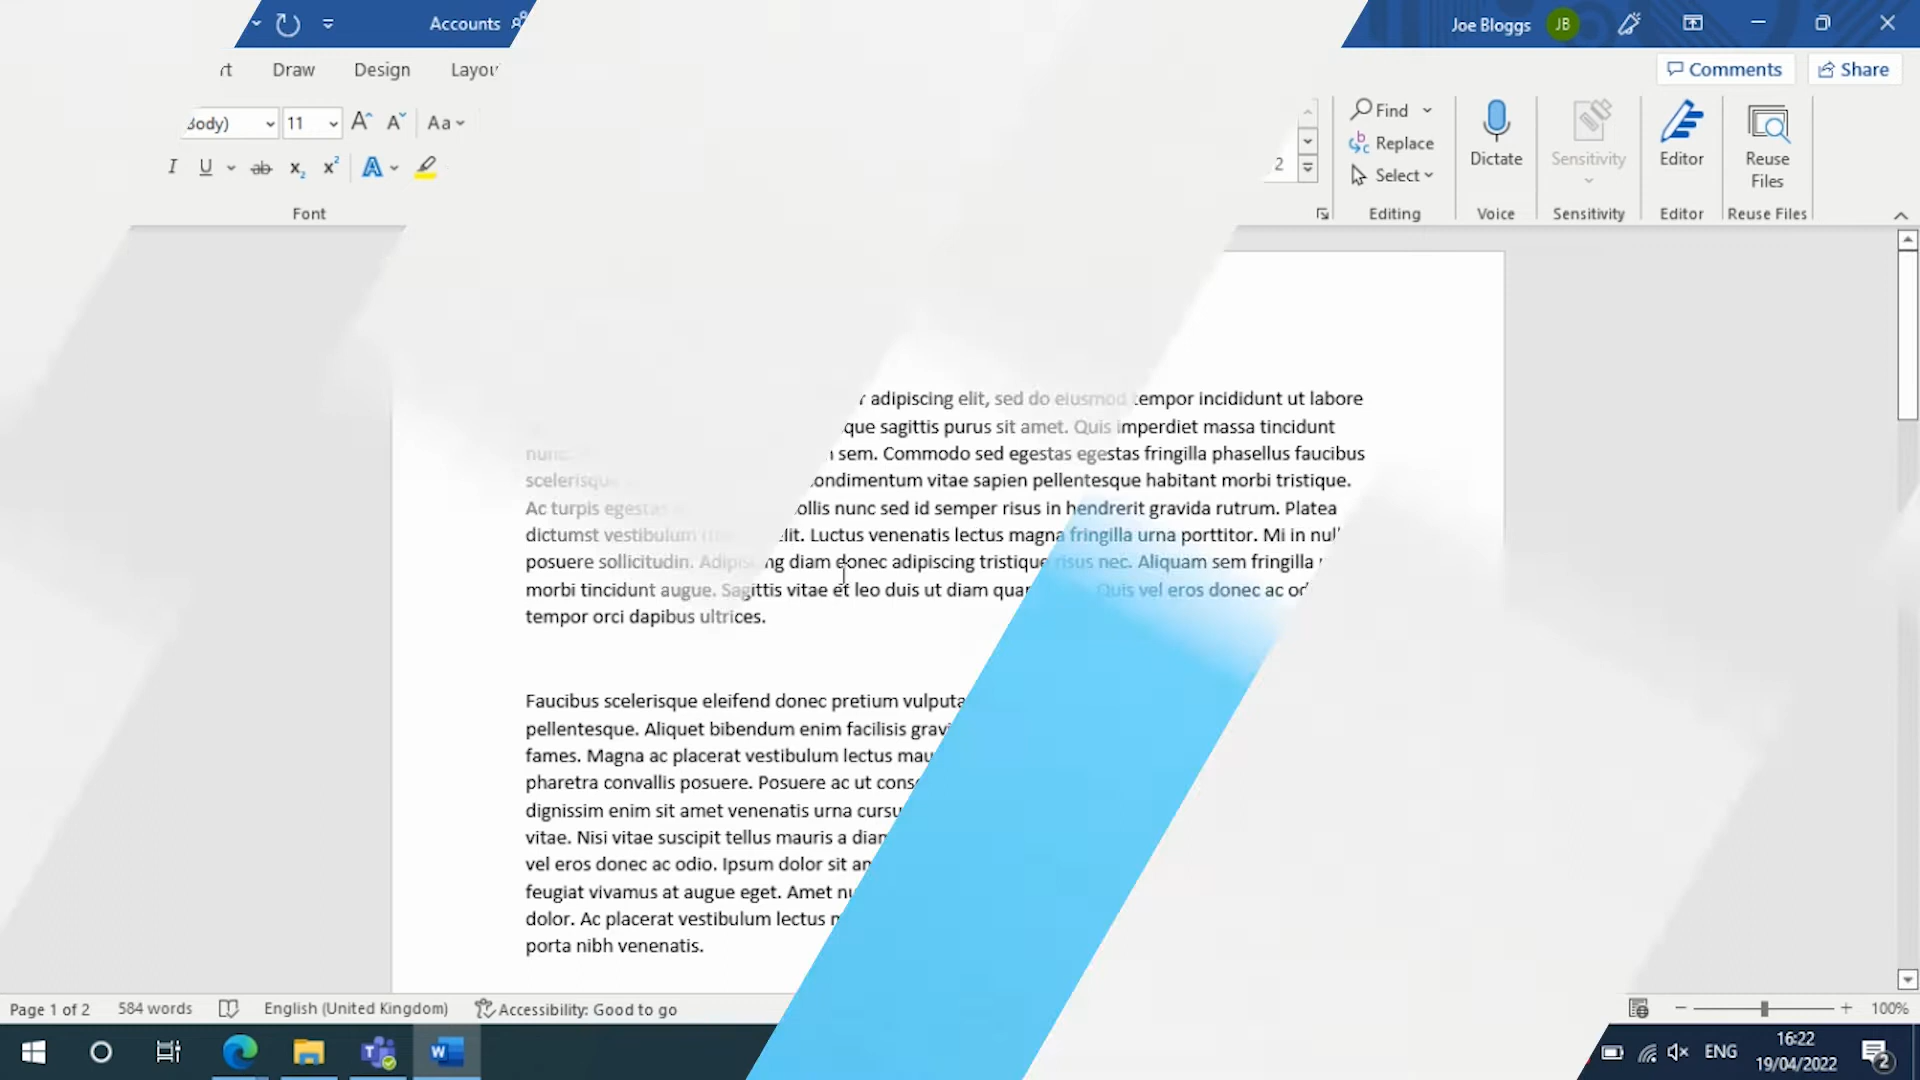 Accounts
Joe Bloggs JB
Draw Design
Comments Share
11 Aa
Find
Replace
Select
Dictate
Sensitivity
Editor
Reuse
Files
Font
Editing Voice Sensitivity Editor Reuse Files
adipiscing elit, sed do eiusmod tempor incididunt ut labore
sagittis purus sit amet. Quis imperdiet massa tincidunt
sem. Commodo sed egestas egestas fringilla phasellus faucibus
scelerisque vitae sapien pellentesque habitant morbi tristique.
Ac turpis egestas nunc sed id semper risus in hendrerit gravida rutrum. Platea
dictumst vestibulum Luctus venenatis lectus magna fringilla urna porttitor. Mi in
posuere sollicitudin. Adipiscing diam donec adipiscing tristique risus nec. Aliquam sem fringilla
morbi tincidunt augue. Sagittis vitae et leo duis ut diam Quis vel eros donec ac
tempor orci dapibus ultrices.
Faucibus scelerisque eleifend donec pretium
pellentesque. Aliquet bibendum enim facilisis
fames. Magna ac placerat vestibulum lectus
pharetra convallis posuere. Posuere ac ut
dignissim enim sit amet venenatis urna
vitae. Nisi vitae suscipit tellus mauris a
vel eros donec ac odio. Ipsum dolor sit
feugiat vivamus at augue eget. Amet
dolor. Ac placerat vestibulum lectus
porta nibh venenatis.
Page 1 of 2 584 words English (United Kingdom) Accessibility: Good to go 100%
ENG 16:22
19/04/2022 2